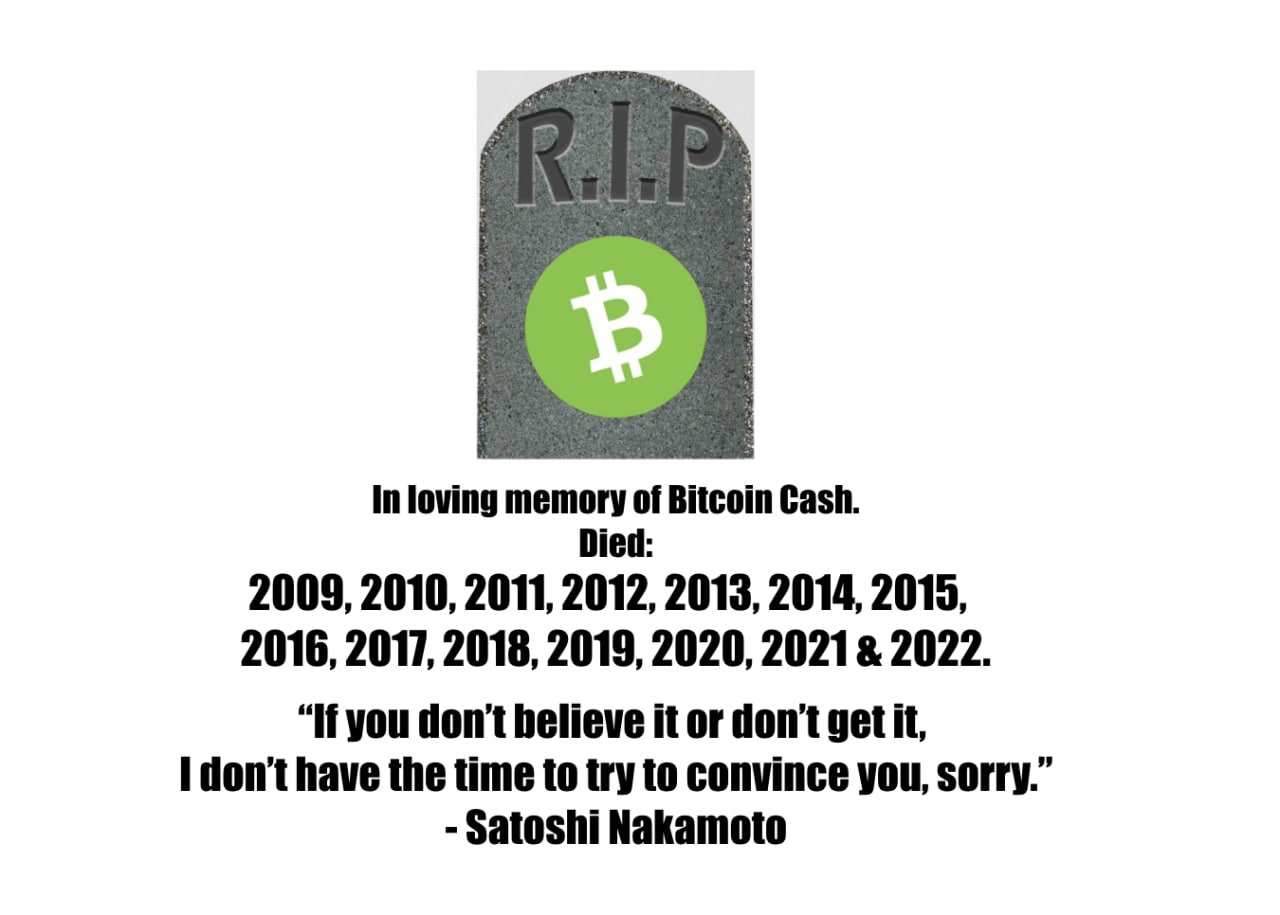 R.I.P
In loving memory of Bitcoin Cash.
Died:
2009, 2010, 2011, 2012, 2013, 2014, 2015,
2016, 2017, 2018, 2019, 2020, 2021 & 2022.
“If you don’t believe it or don’t get it,
I don’t have the time to try to convince you, sorry.”
- Satoshi Nakamoto